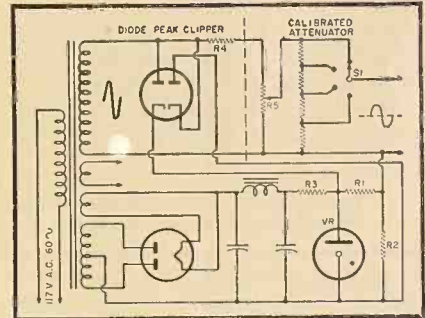 DIODE PEAK CLIPPER
CALIBRATED
ATTENUATOR
R4
S1
R5
R3
R1
VR
R2
117 V. A.C. 60~